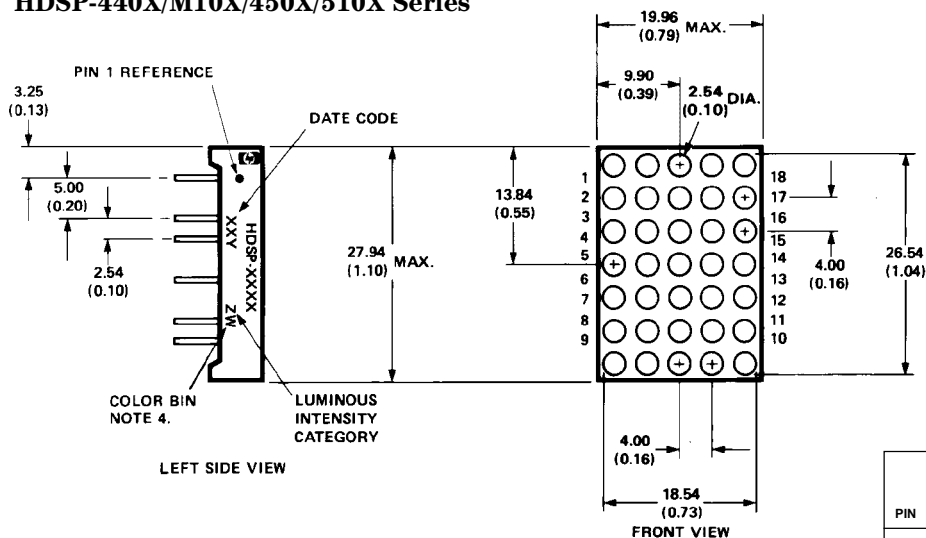 HDSP-440X/M10X/450X/510X Series
PIN 1 REFERENCE
3.25
(0.13)
DATE CODE
5.00
(0.20)
2.54
(0.10)
XXY
HDSP-XXXX
ZW
hp
27.94
(1.10) MAX.
COLOR BIN
NOTE 4.
LUMINOUS
INTENSITY
CATEGORY
LEFT SIDE VIEW
19.96
(0.79) MAX.
9.90
(0.39)
2.54
(0.10) DIA.
13.84
(0.55)
1
2
3
4
5
6
7
8
9
18
17
16
15
14
13
12
11
10
4.00
(0.16)
26.54
(1.04)
4.00
(0.16)
18.54
(0.73)
FRONT VIEW
PIN